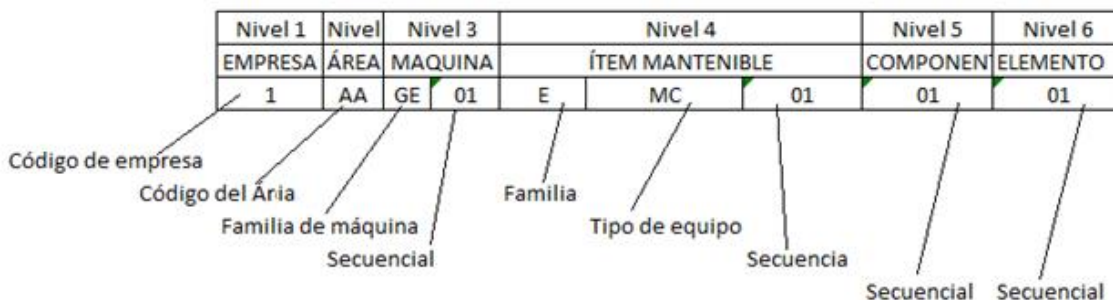 Nivel 1 Nivel Nivel 3 Nivel 4 Nivel 5 Nivel 6
EMPRESA ÁREA MAQUINA ÍTEM MANTENIBLE COMPONENT ELEMENTO
1 AA GE 01 E MC 01 01 01
Código de empresa
Código del Ária
Familia
Familia de máquina
Tipo de equipo
Secuencial
Secuencia
Secuencial
Secuencial